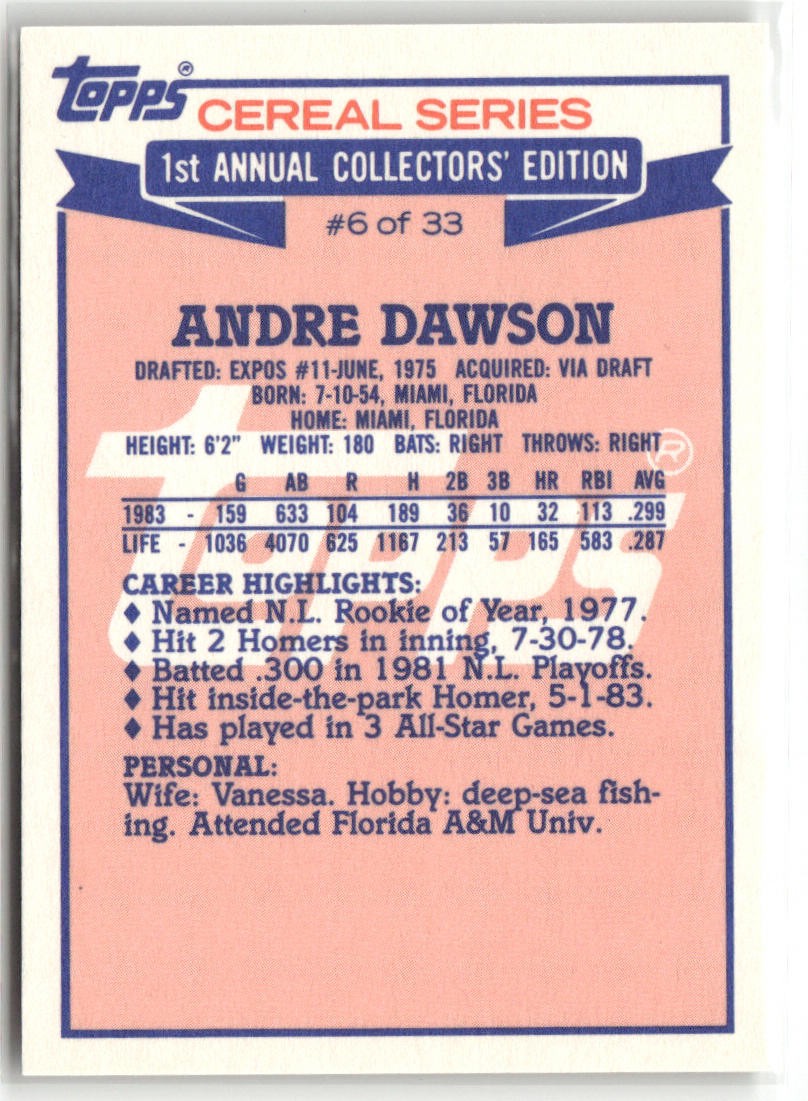 Topps®
CEREAL SERIES
1st ANNUAL COLLECTORS' EDITION
#6 of 33
ANDRE DAWSON
DRAFTED: EXPOS #11-JUNE, 1975 ACQUIRED: VIA DRAFT
BORN: 7-10-54, MIAMI, FLORIDA
HOME: MIAMI, FLORIDA
HEIGHT: 6'2" WEIGHT: 180 BATS: RIGHT THROWS: RIGHT
Topps®
G AB R H 2B 3B HR RBI AVG
1983 - 159 633 104 189 36 10 32 113 .299
LIFE - 1036 4070 625 1167 213 57 165 583 .287
CAREER HIGHLIGHTS:
♦ Named N.L. Rookie of Year, 1977.
♦ Hit 2 Homers in inning, 7-30-78.
♦ Batted .300 in 1981 N.L. Playoffs.
♦ Hit inside-the-park Homer, 5-1-83.
♦ Has played in 3 All-Star Games.
PERSONAL:
Wife: Vanessa. Hobby: deep-sea fish-
ing. Attended Florida A&M Univ.